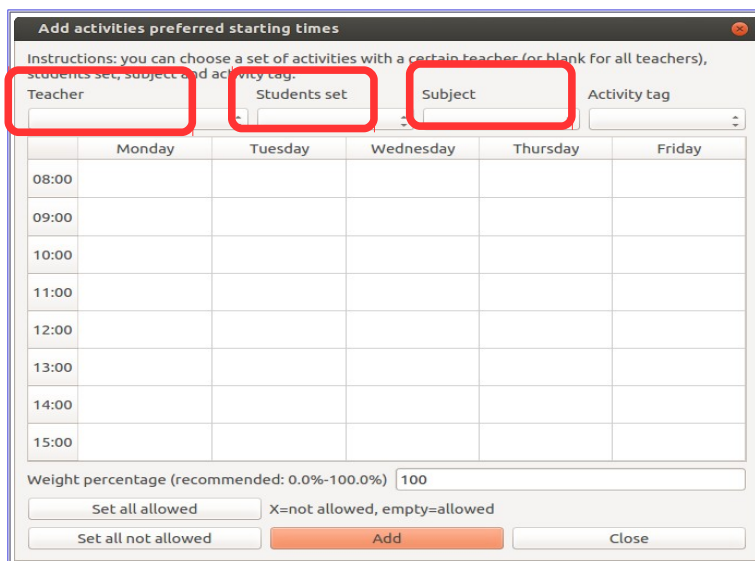 Add activities preferred starting times
Instructions: you can choose a set of activities with a certain teacher (or blank for all teachers),
students set, subject and activity tag.
Teacher Students set Subject Activity tag
Monday Tuesday Wednesday Thursday Friday
08:00
09:00
10:00
11:00
12:00
13:00
14:00
15:00
Weight percentage (recommended: 0.0%-100.0%) 100
Set all allowed X=not allowed, empty=allowed
Set all not allowed Add Close